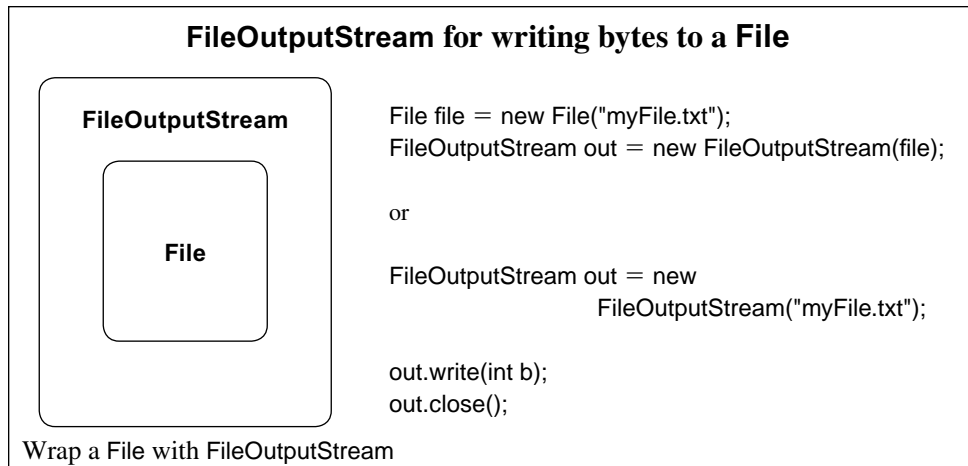 FileOutputStream for writing bytes to a File
FileOutputStream
File
File file = new File("myFile.txt");
FileOutputStream out = new FileOutputStream(file);
or
FileOutputStream out = new
FileOutputStream("myFile.txt");
out.write(int b);
out.close();
Wrap a File with FileOutputStream